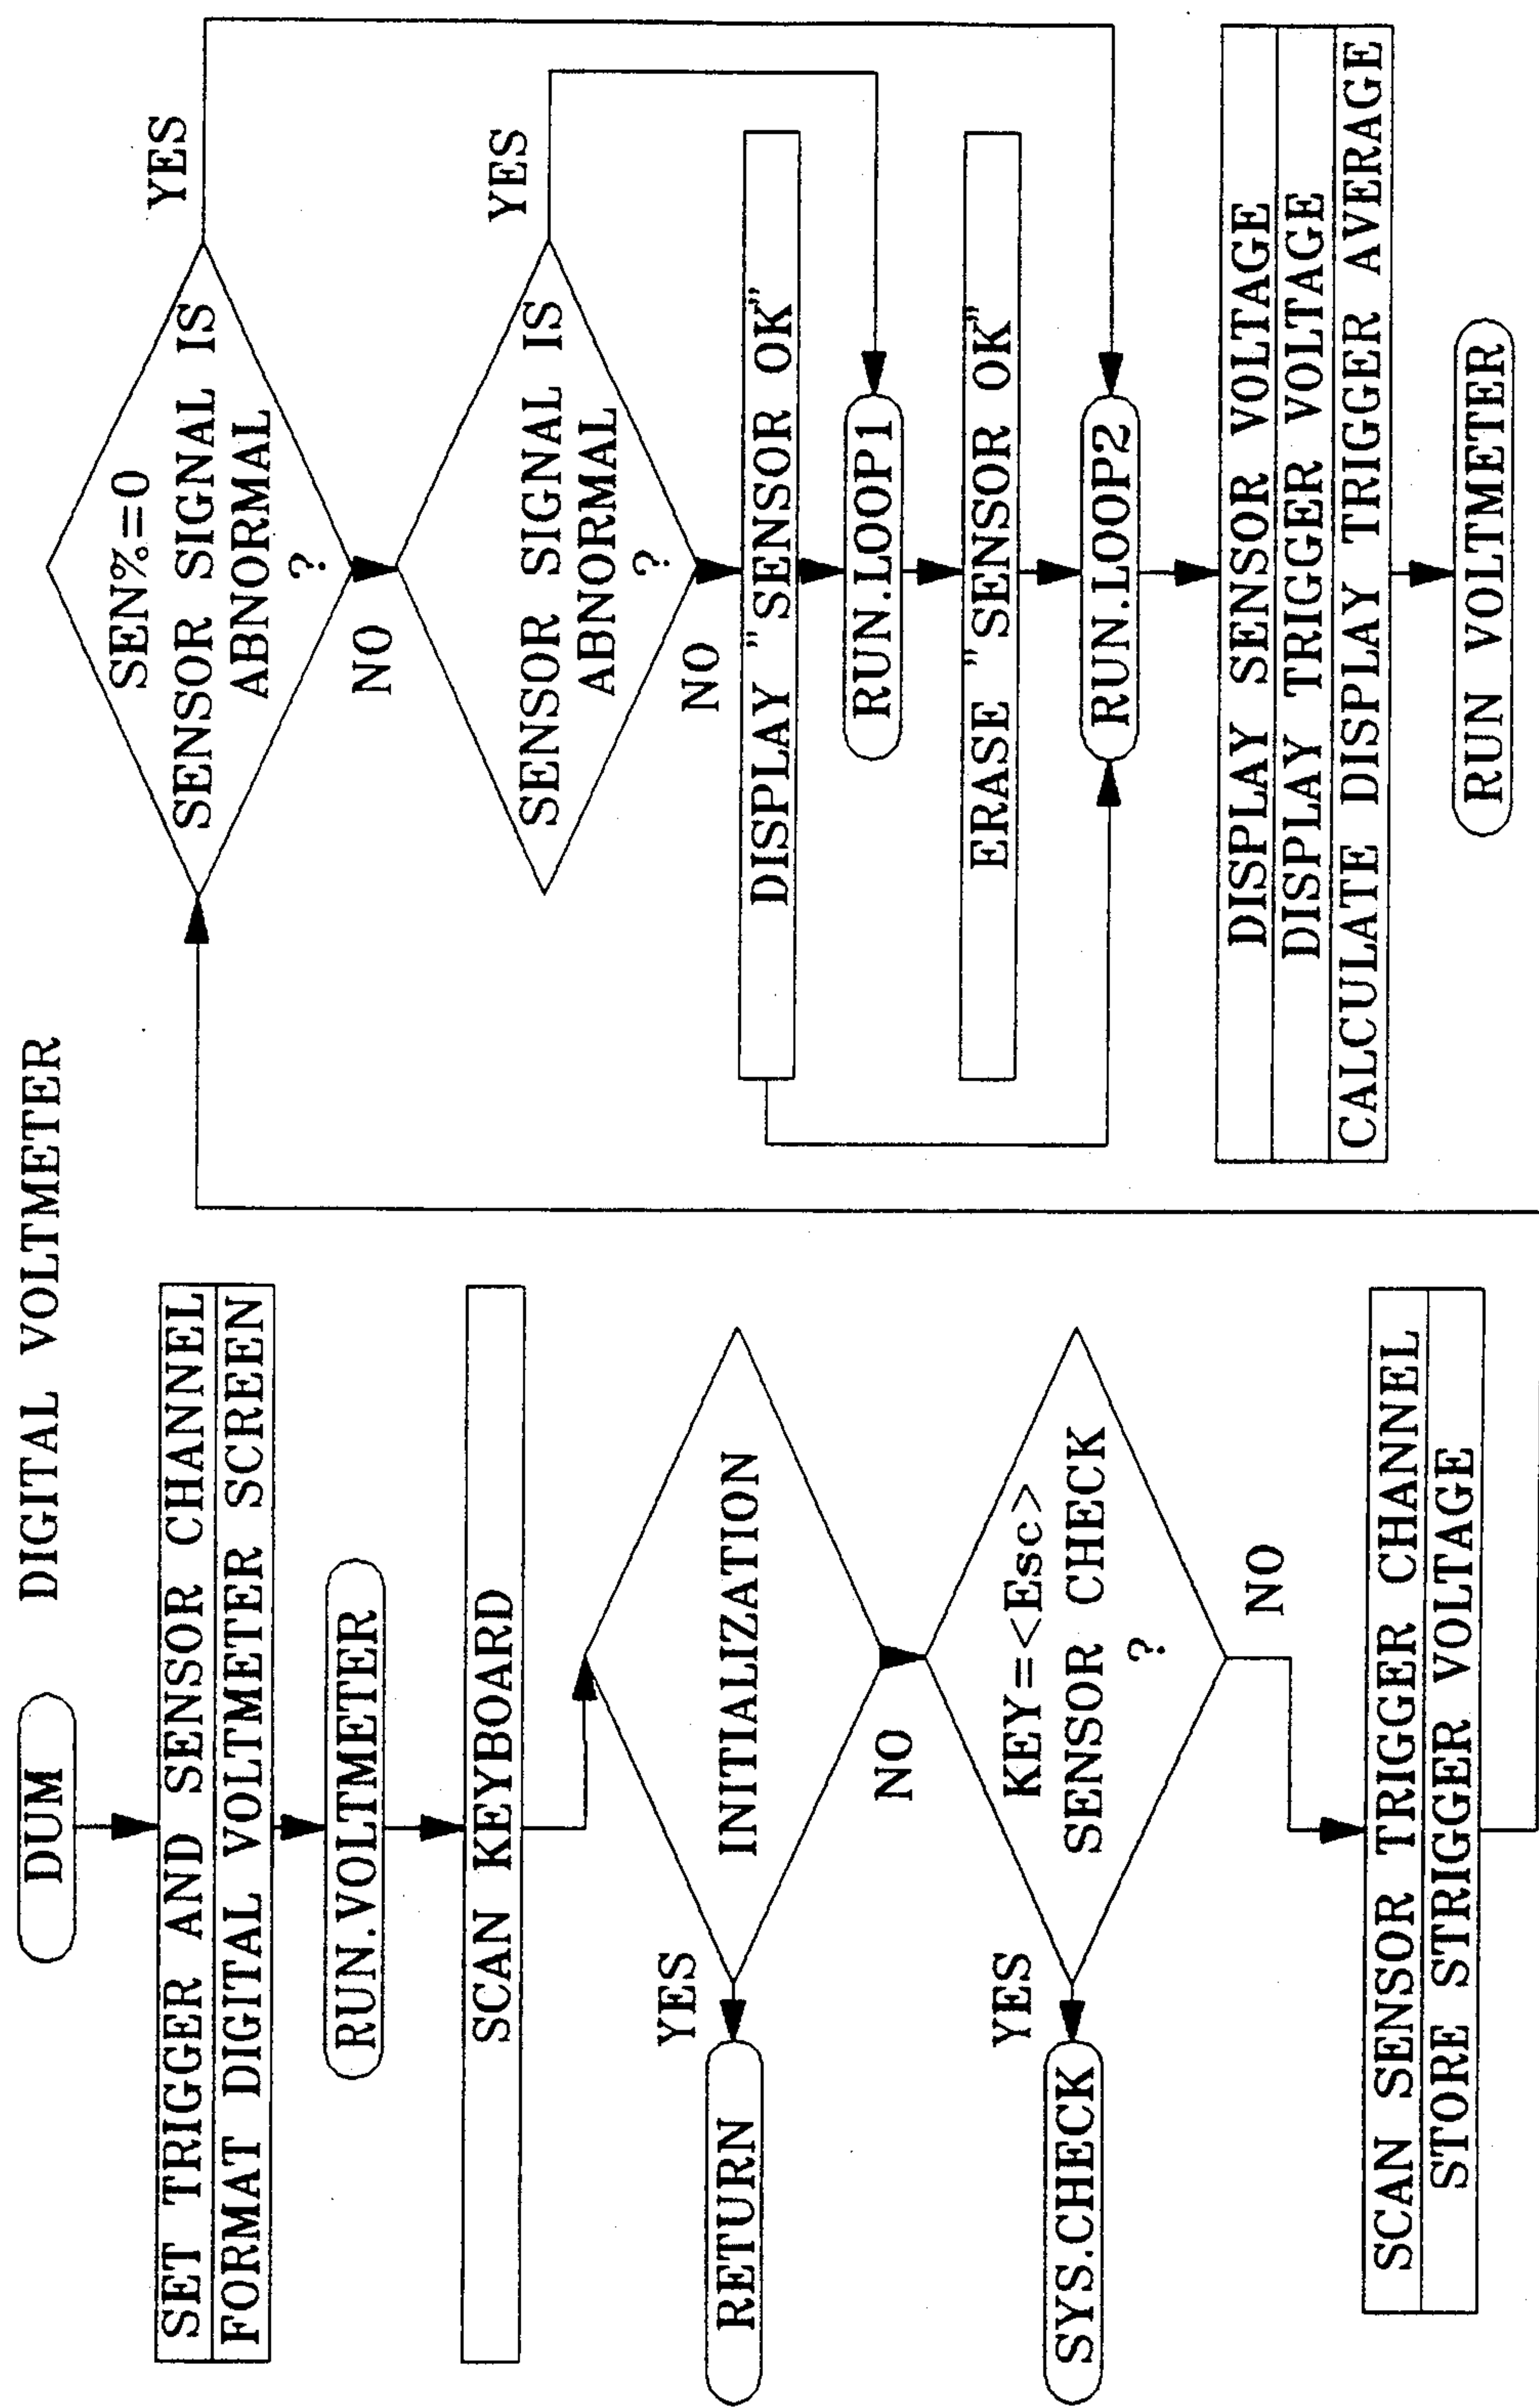 DUM
DIGITAL VOLTMETER
SET TRIGGER AND SENSOR CHANNEL
FORMAT DIGITAL VOLTMETER SCREEN
RUN.VOLTMETER
SCAN KEYBOARD
INITIALIZATION
YES
RETURN
NO
KEY=<Esc>
SENSOR CHECK
?
YES
SYS.CHECK
NO
SCAN SENSOR TRIGGER CHANNEL
STORE STRIGGER VOLTAGE
SEN%=0
SENSOR SIGNAL IS
ABNORMAL
?
YES
NO
SENSOR SIGNAL IS
ABNORMAL
?
YES
NO
DISPLAY "SENSOR OK"
RUN.LOOP1
ERASE "SENSOR OK"
RUN.LOOP2
DISPLAY SENSOR VOLTAGE
DISPLAY TRIGGER VOLTAGE
CALCULATE DISPLAY TRIGGER AVERAGE
RUN VOLTMETER